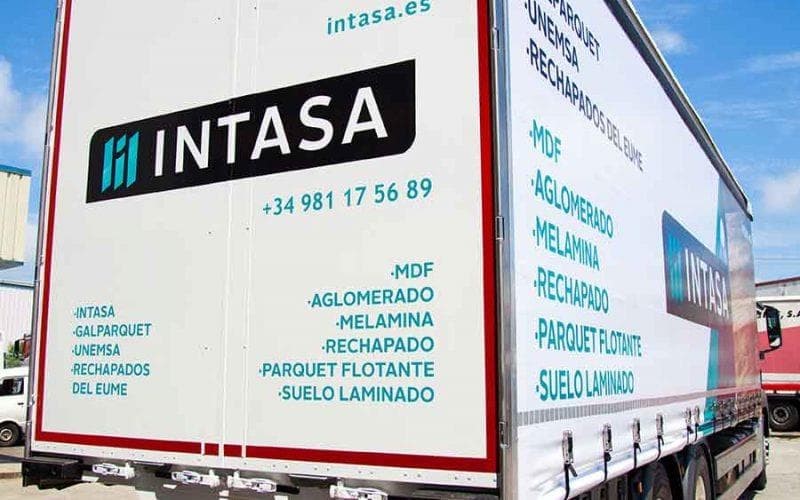 intasa.es
INTASA
+34 981 17 56 89
·INTASA
·GALPARQUET
·UNEMSA
·RECHAPADOS
DEL EUME
·MDF
·AGLOMERADO
·MELAMINA
·RECHAPADO
·PARQUET FLOTANTE
·SUELO LAMINADO
·GALPARQUET
·UNEMSA
·RECHAPADOS DEL EUME
·MDF
·AGLOMERADO
·MELAMINA
·RECHAPADO
·PARQUET FLOTANTE
·SUELO LAMINADO
INTASA